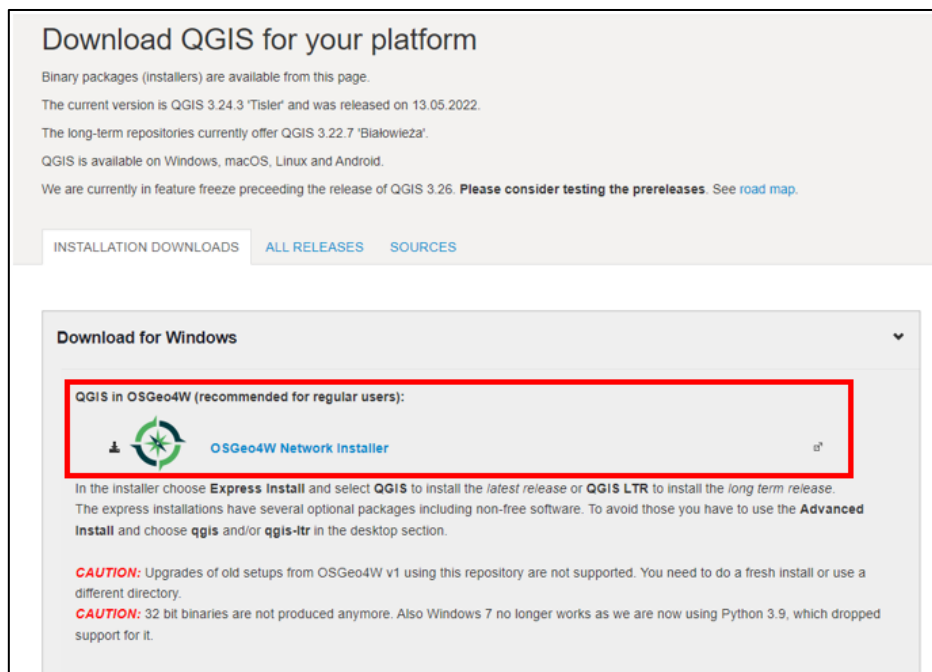 Download QGIS for your platform
Binary packages (installers) are available from this page.
The current version is QGIS 3.24.3 'Tisler' and was released on 13.05.2022.
The long-term repositories currently offer QGIS 3.22.7 'Białowieża'.
QGIS is available on Windows, macOS, Linux and Android.
We are currently in feature freeze preceeding the release of QGIS 3.26. Please consider testing the prereleases. See road map.
INSTALLATION DOWNLOADS ALL RELEASES SOURCES
Download for Windows
QGIS in OSGeo4W (recommended for regular users):
OSGeo4W Network Installer
In the installer choose Express Install and select QGIS to install the latest release or QGIS LTR to install the long term release.
The express installations have several optional packages including non-free software. To avoid those you have to use the Advanced
Install and choose qgis and/or qgis-ltr in the desktop section.
CAUTION: Upgrades of old setups from OSGeo4W v1 using this repository are not supported. You need to do a fresh install or use a
different directory.
CAUTION: 32 bit binaries are not produced anymore. Also Windows 7 no longer works as we are now using Python 3.9, which dropped
support for it.